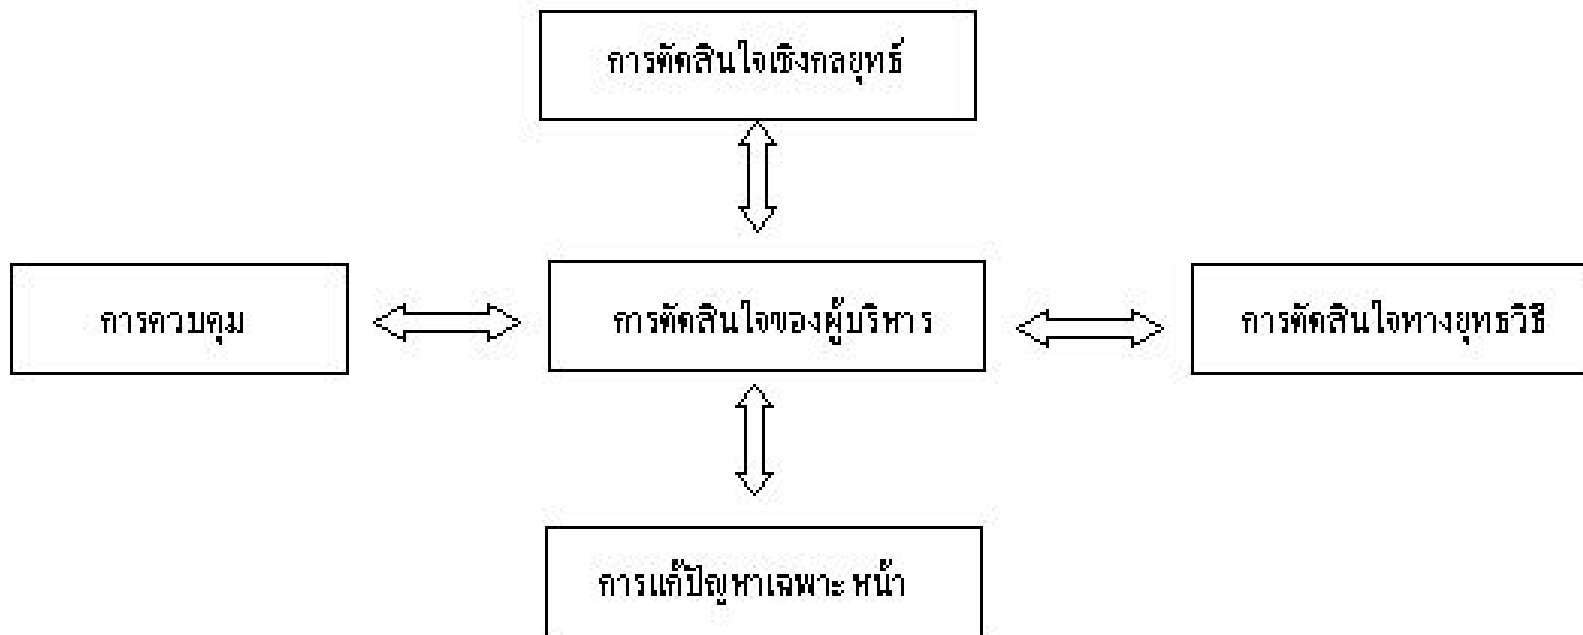 การตัดสินใจเชิงกลยุทธ์
การควบคุม
การตัดสินใจของผู้บริหาร
การตัดสินใจทางยุทธวิธี
การแก้ปัญหาเฉพาะ หน้า